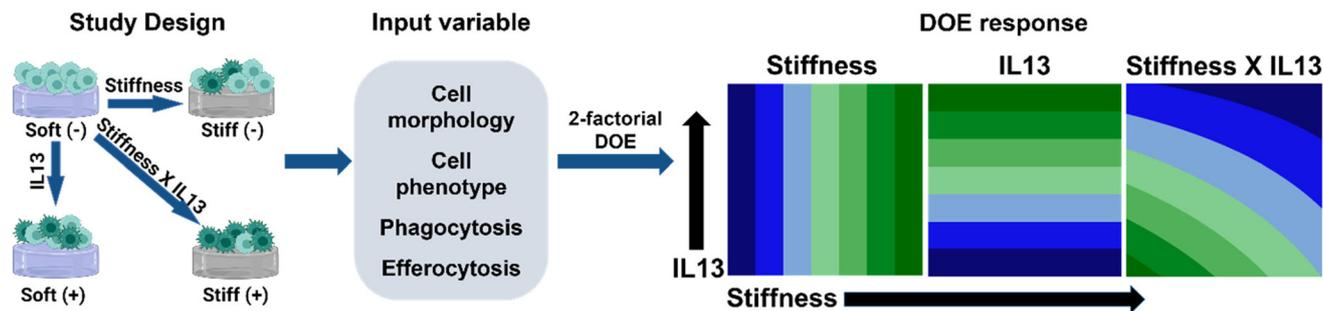 Study Design
Stiffness
Soft (-)
Stiff (-)
IL13
Stiffness X IL13
Soft (+)
Stiff (+)
Input variable
Cell
morphology
Cell
phenotype
Phagocytosis
Efferocytosis
2-factorial
DOE
DOE response
Stiffness
IL13
Stiffness X IL13
IL13
Stiffness